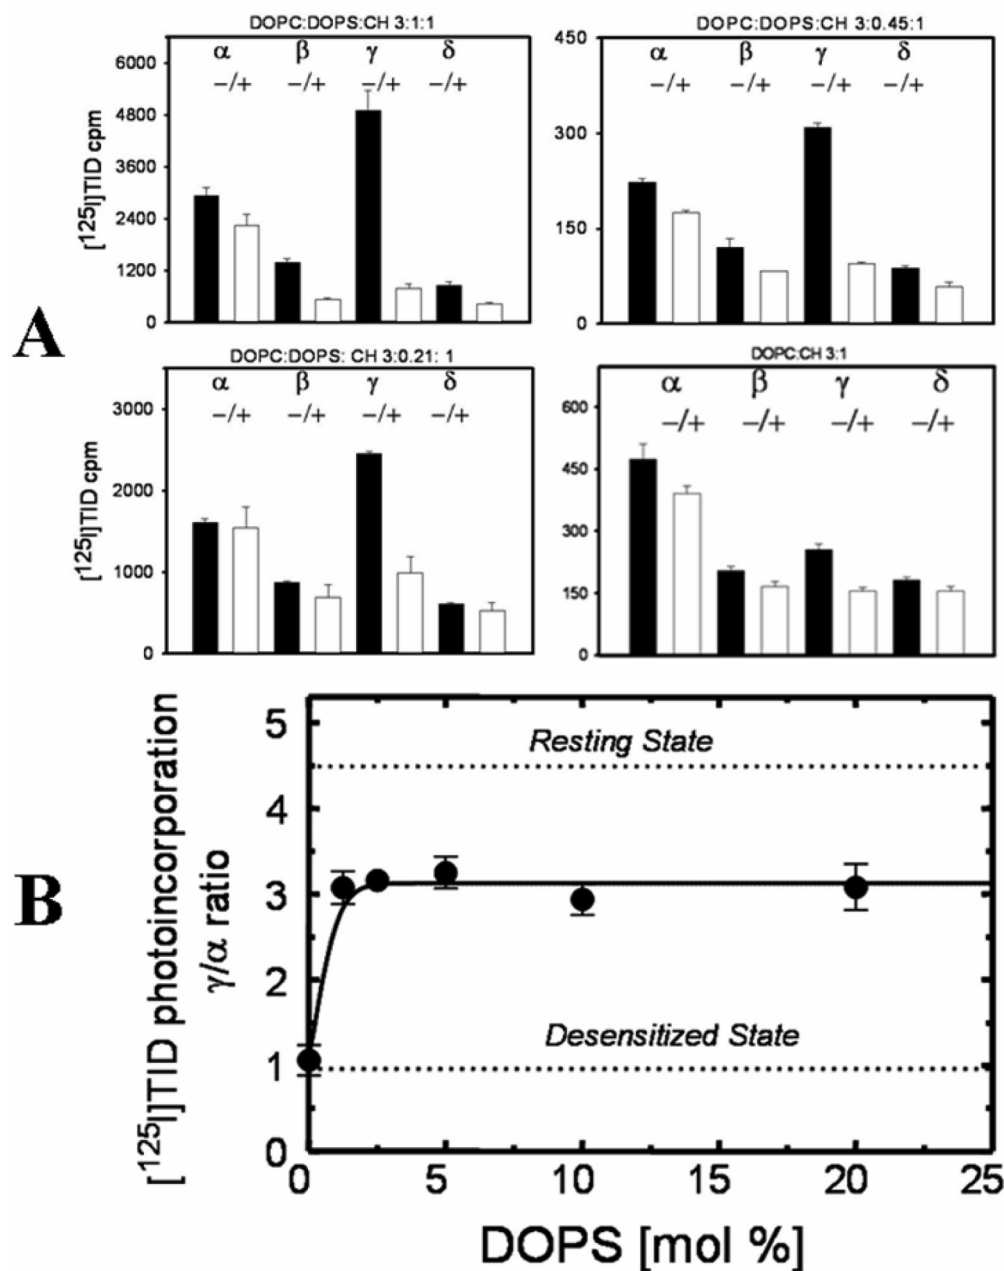 DOPC:DOPS:CH 3:1:1
α β γ δ
–/+ –/+ –/+ –/+
6000
4800
3600
2400
1200
0
[125I]TID cpm
DOPC:DOPS:CH 3:0.45:1
α β γ δ
–/+ –/+ –/+ –/+
450
300
150
0
A
DOPC:DOPS: CH 3:0.21: 1
α β γ δ
–/+ –/+ –/+ –/+
3000
2000
1000
0
[125I]TID cpm
DOPC:CH 3:1
α β γ δ
–/+ –/+ –/+ –/+
600
450
300
150
0
B
[125I]TID photoincorporation
γ/α ratio
5
4
3
2
1
0
Resting State
Desensitized State
0 5 10 15 20 25
DOPS [mol %]